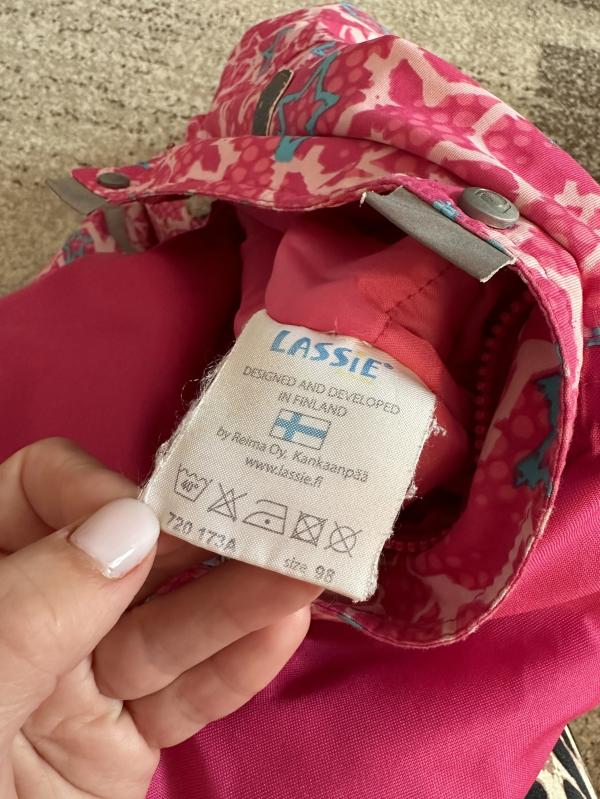 LASSIE®
DESIGNED AND DEVELOPED
IN FINLAND
by Reima Oy, Kankaanpää
www.lassie.fi
40°
720 173A
size 98